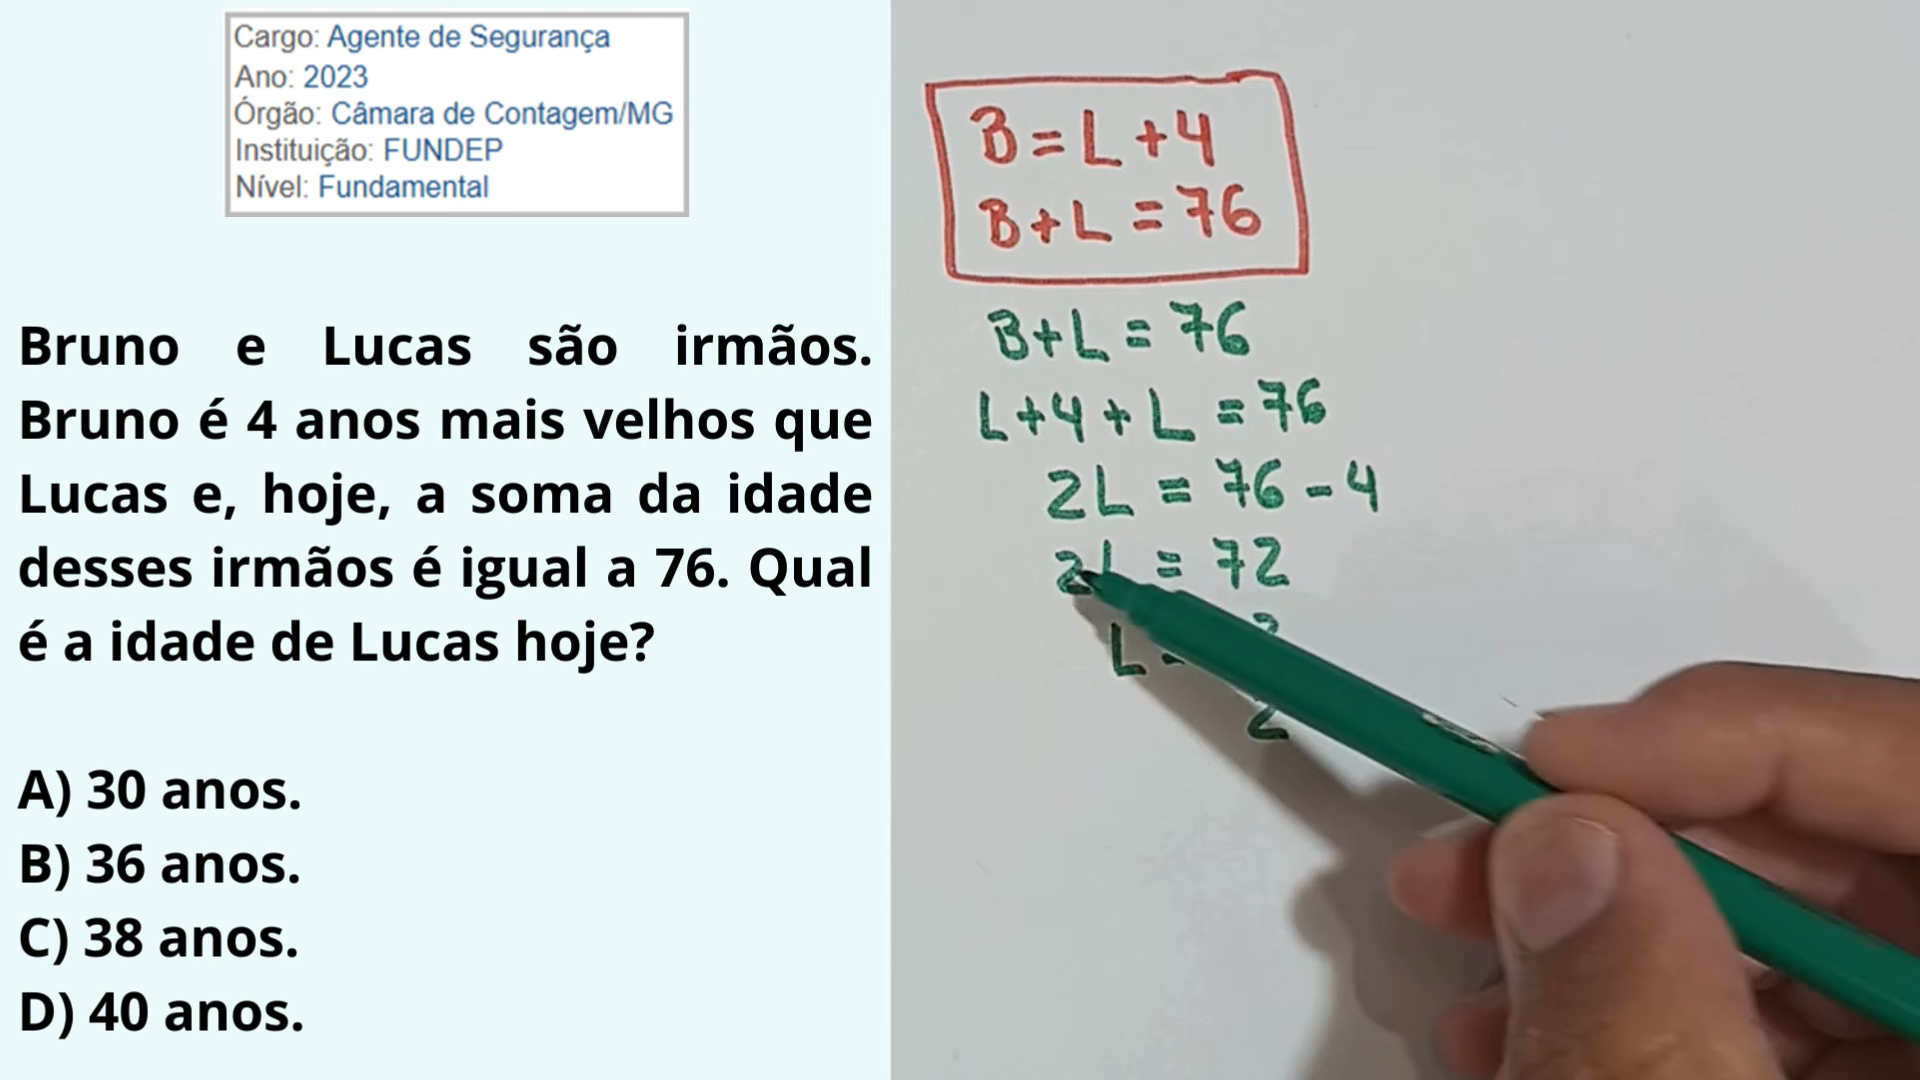 Cargo: Agente de Segurança
Ano: 2023
Órgão: Câmara de Contagem/MG
Instituição: FUNDEP
Nível: Fundamental
Bruno e Lucas são irmãos.
Bruno é 4 anos mais velhos que
Lucas e, hoje, a soma da idade
desses irmãos é igual a 76. Qual
é a idade de Lucas hoje?
A) 30 anos.
B) 36 anos.
C) 38 anos.
D) 40 anos.
B = L + 4
B + L = 76
B + L = 76
L + 4 + L = 76
2L = 76 - 4
2L = 72
L =
2